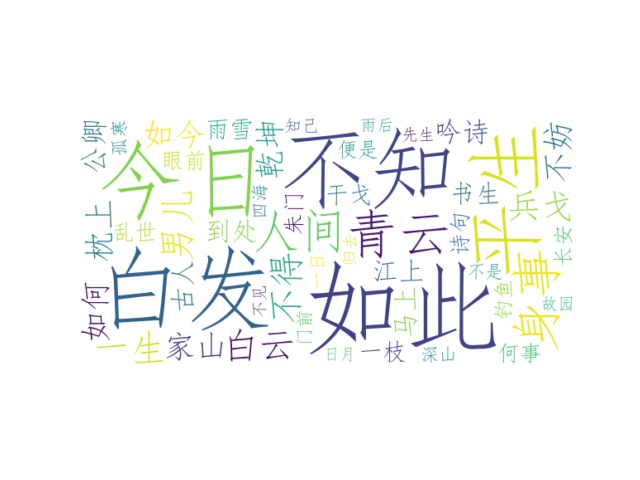 公卿
孤寒
如今
雨雪
知己
雨后
先生
吟诗
不妨
眼前
今日
乾坤
不知
便是
平生
枕上
乱世
男儿
到处
四海
朱门
干戈
书生
兵戈
人间
青云
诗句
长安
古人
不得
江上
不是
身事
如何
白发
不见
一日
归去
马上
如此
钓鱼
故园
一生
家山
白云
门前
日月
一枝
深山
何事